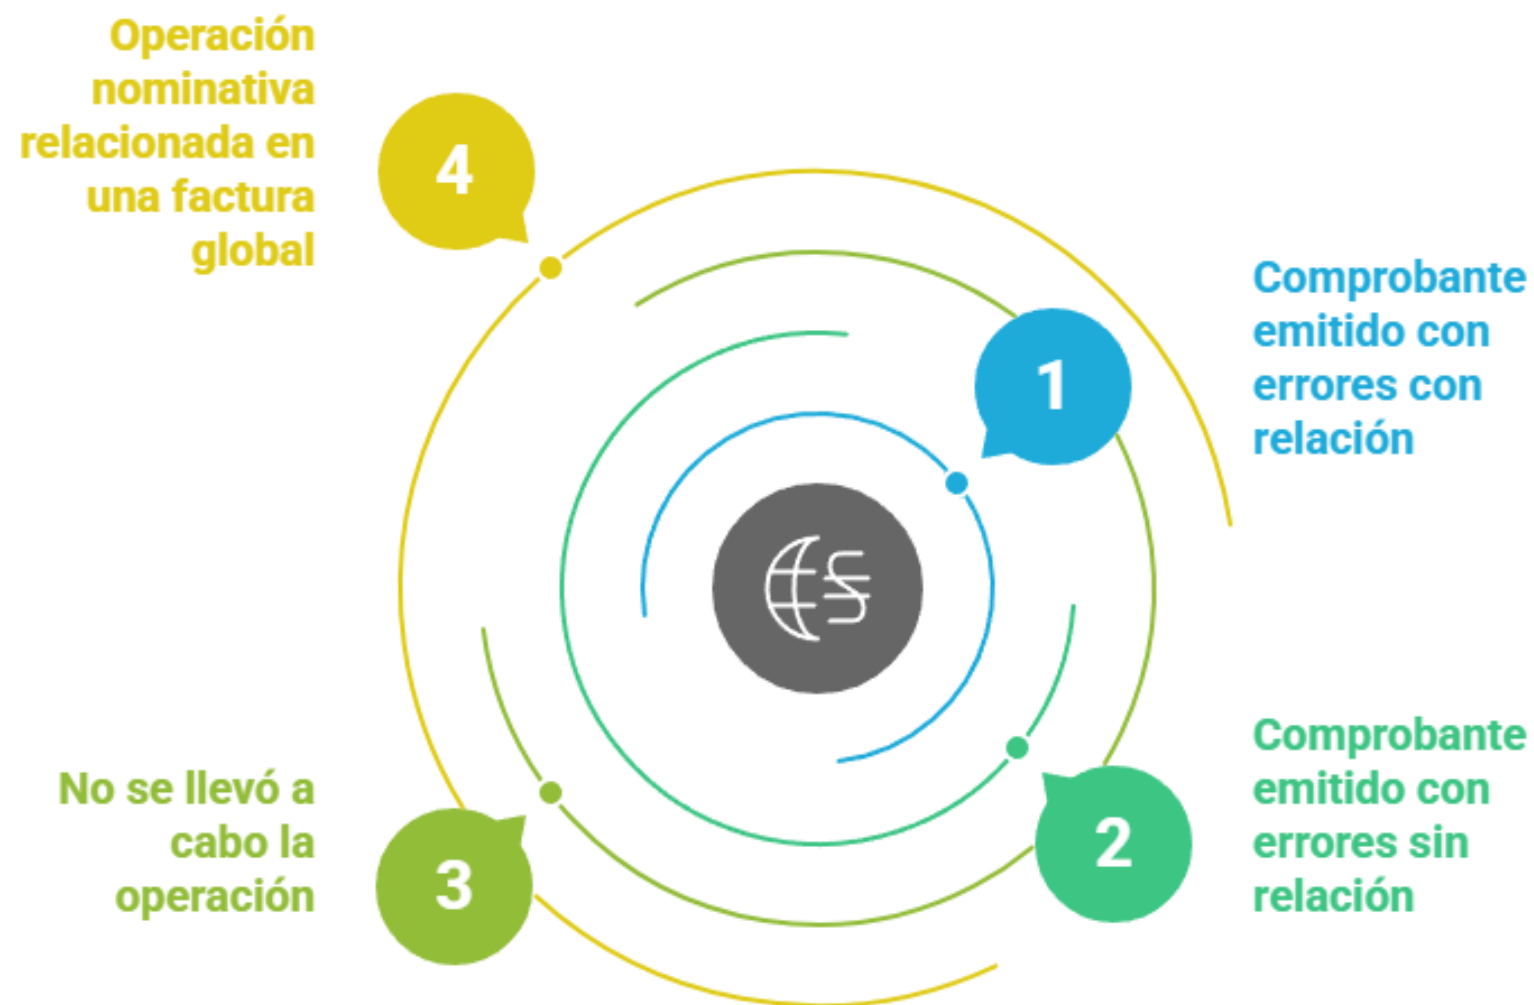 Operación
nominativa
relacionada en
una factura
global
4
1
Comprobante
emitido con
errores con
relación
2
Comprobante
emitido con
errores sin
relación
3
No se llevó a
cabo la
operación